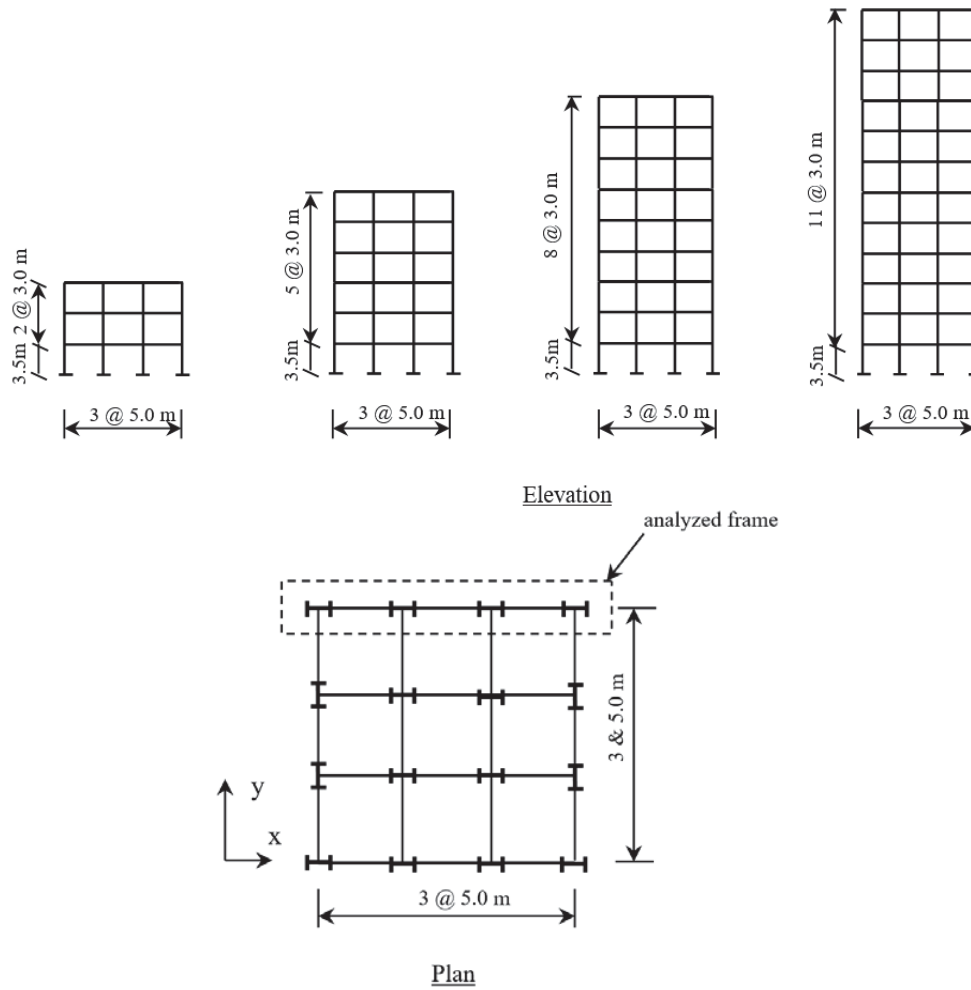 2 @ 3.0 m
3.5m
3 @ 5.0 m
5 @ 3.0 m
3.5m
3 @ 5.0 m
8 @ 3.0 m
3.5m
3 @ 5.0 m
11 @ 3.0 m
3.5m
3 @ 5.0 m
Elevation
analyzed frame
3 & 5.0 m
y
x
3 @ 5.0 m
Plan